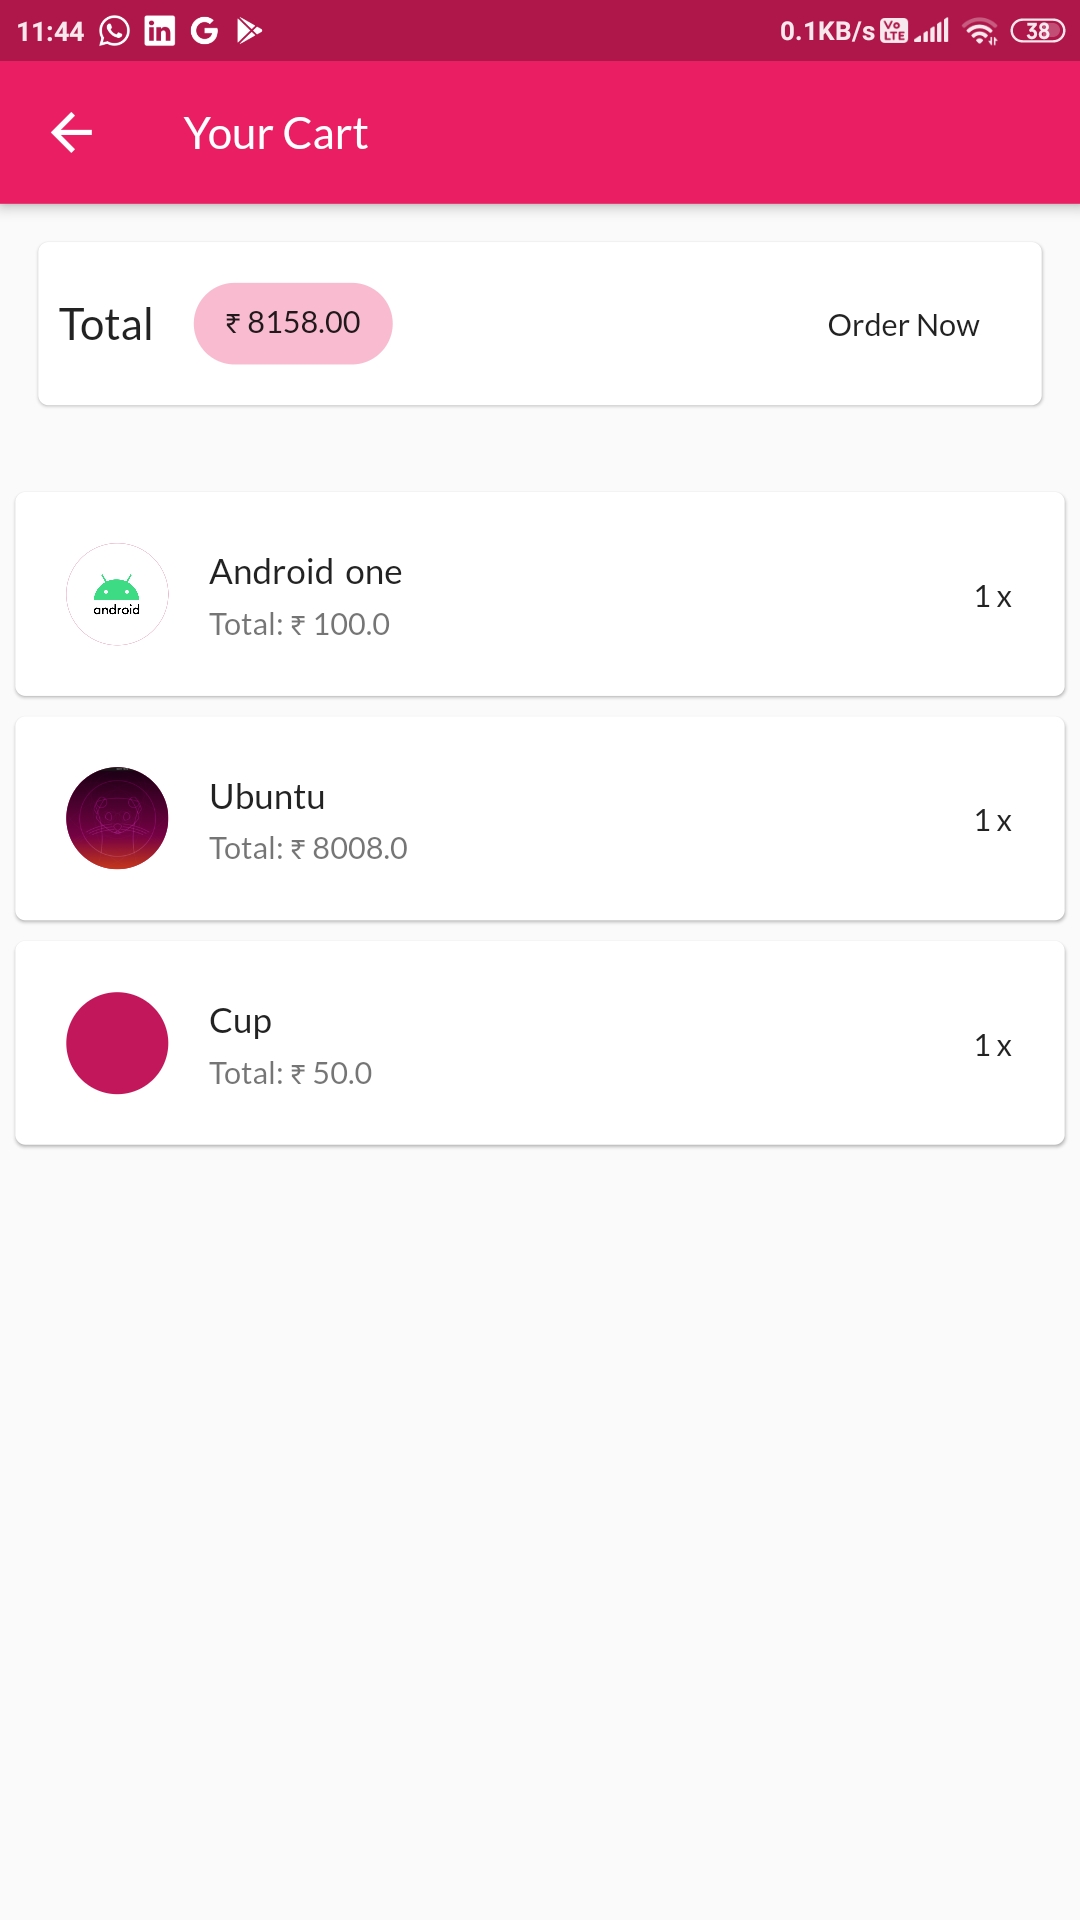 11:44 in G 0.1KB/s Vo LTE 38
Your Cart
Total ₹ 8158.00 Order Now
Android one
android
Total: ₹ 100.0
1 x
Ubuntu
Total: ₹ 8008.0
1 x
Cup
Total: ₹ 50.0
1 x